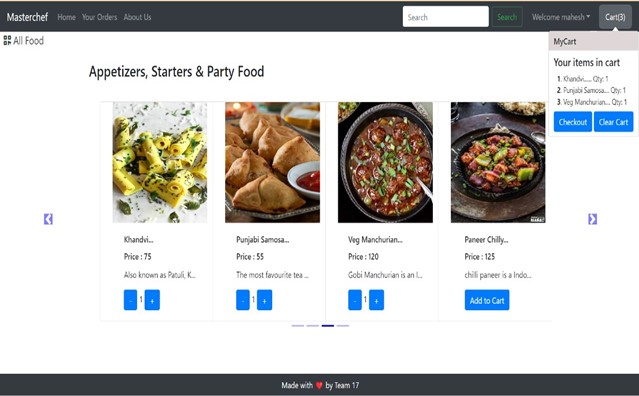 Masterchef Home Your Orders About Us Search Search Welcome mahesh Cart(3)
All Food
MyCart
Your items in cart
1. Khandvi..... Qty: 1
2. Punjabi Samosa... Qty: 1
3. Veg Manchurian... Qty: 1
Checkout Clear Cart
Appetizers, Starters & Party Food
Khandvi... Punjabi Samosa... Veg Manchurian... Paneer Chilly...
Price : 75 Price : 55 Price : 120 Price : 125
Also known as Patuli, K... The most favourite tea ... Gobi Manchurian is an I... chilli paneer is a Indo...
- 1 + - 1 + - 1 + Add to Cart
Made with ❤️ by Team 17